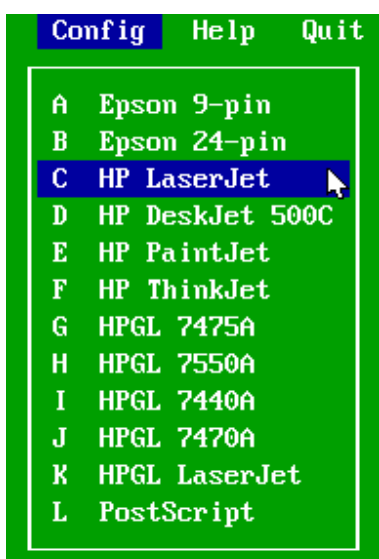 Config Help Quit
A Epson 9-pin
B Epson 24-pin
C HP LaserJet
D HP DeskJet 500C
E HP PaintJet
F HP ThinkJet
G HPGL 7475A
H HPGL 7550A
I HPGL 7440A
J HPGL 7470A
K HPGL LaserJet
L PostScript